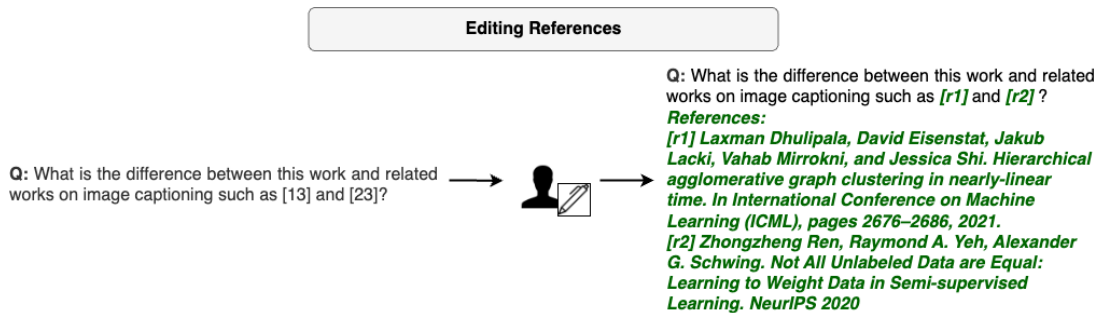 Editing References
Q: What is the difference between this work and related
works on image captioning such as [13] and [23]?
Q: What is the difference between this work and related
works on image captioning such as [r1] and [r2] ?
References:
[r1] Laxman Dhulipala, David Eisenstat, Jakub
Lacki, Vahab Mirrokni, and Jessica Shi. Hierarchical
agglomerative graph clustering in nearly-linear
time. In International Conference on Machine
Learning (ICML), pages 2676–2686, 2021.
[r2] Zhongzheng Ren, Raymond A. Yeh, Alexander
G. Schwing. Not All Unlabeled Data are Equal:
Learning to Weight Data in Semi-supervised
Learning. NeurIPS 2020